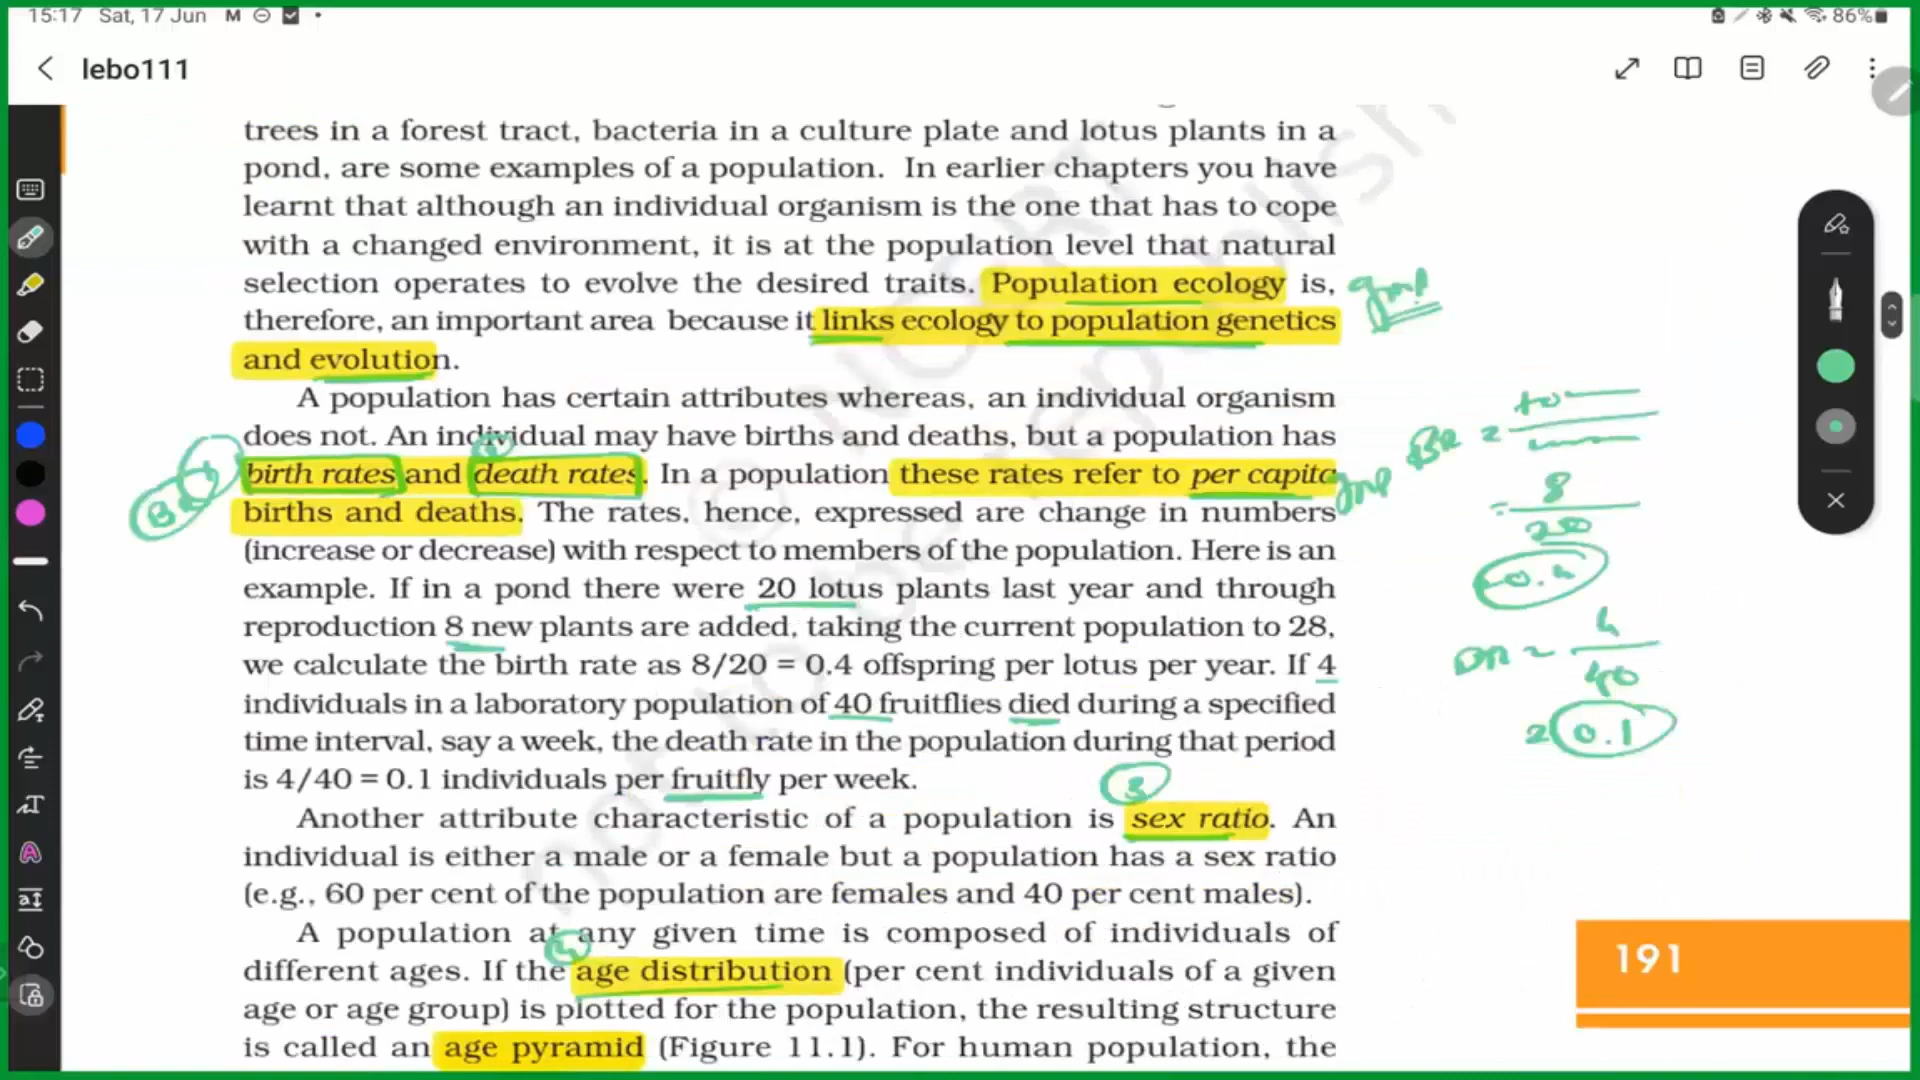 15:17 Sat, 17 Jun M
86%
lebo111
trees in a forest tract, bacteria in a culture plate and lotus plants in a
pond, are some examples of a population. In earlier chapters you have
learnt that although an individual organism is the one that has to cope
with a changed environment, it is at the population level that natural
selection operates to evolve the desired traits. Population ecology is,
therefore, an important area because it links ecology to population genetics
and evolution.
A population has certain attributes whereas, an individual organism
does not. An individual may have births and deaths, but a population has
birth rates and death rates. In a population these rates refer to per capita
births and deaths. The rates, hence, expressed are change in numbers
(increase or decrease) with respect to members of the population. Here is an
example. If in a pond there were 20 lotus plants last year and through
reproduction 8 new plants are added, taking the current population to 28,
we calculate the birth rate as 8/20 = 0.4 offspring per lotus per year. If 4
individuals in a laboratory population of 40 fruitflies died during a specified
time interval, say a week, the death rate in the population during that period
is 4/40 = 0.1 individuals per fruitfly per week.
3
Another attribute characteristic of a population is sex ratio. An
individual is either a male or a female but a population has a sex ratio
(e.g., 60 per cent of the population are females and 40 per cent males).
A population at any given time is composed of individuals of
different ages. If the age distribution (per cent individuals of a given
age or age group) is plotted for the population, the resulting structure
is called an age pyramid (Figure 11.1). For human population, the
imp
imp
BR =
= 8
20
0.4
DR = 4
40
= 0.1
191